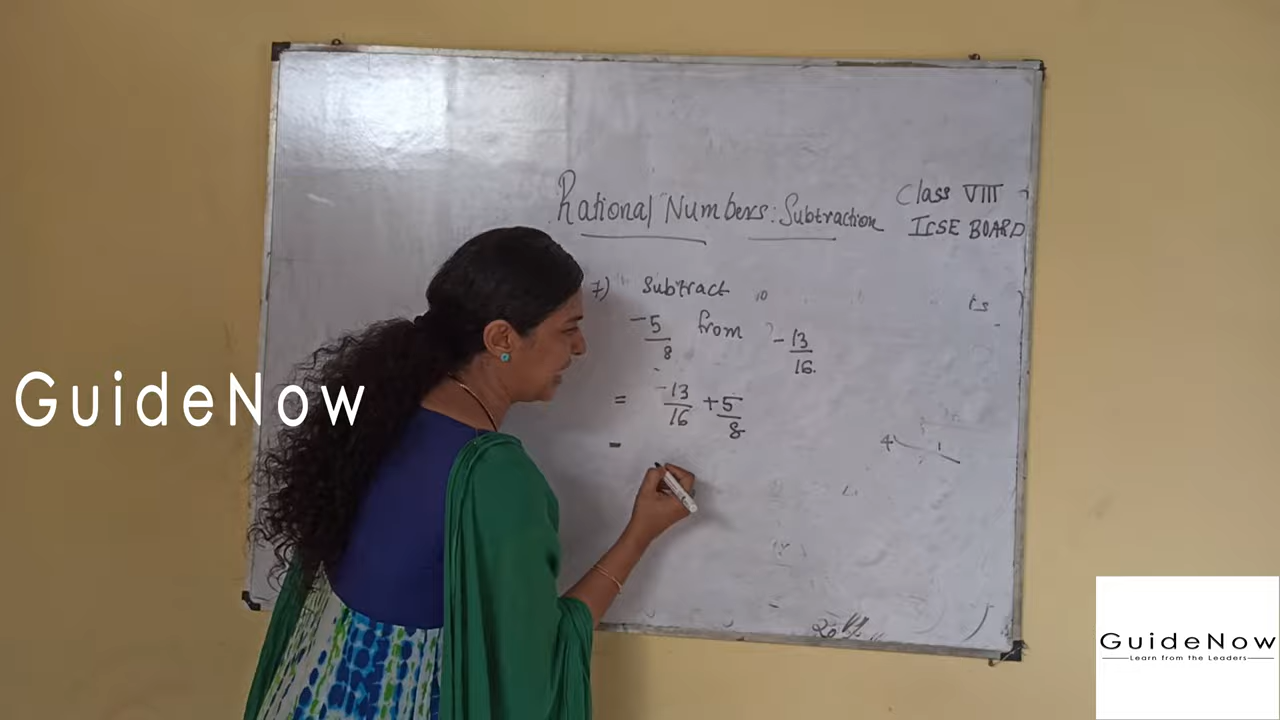 Rational Numbers: Subtraction
Class VIII
ICSE BOARD
7) Subtract
-5/8 from -13/16.
= -13/16 + 5/8
=
GuideNow
GuideNow
Learn from the Leaders